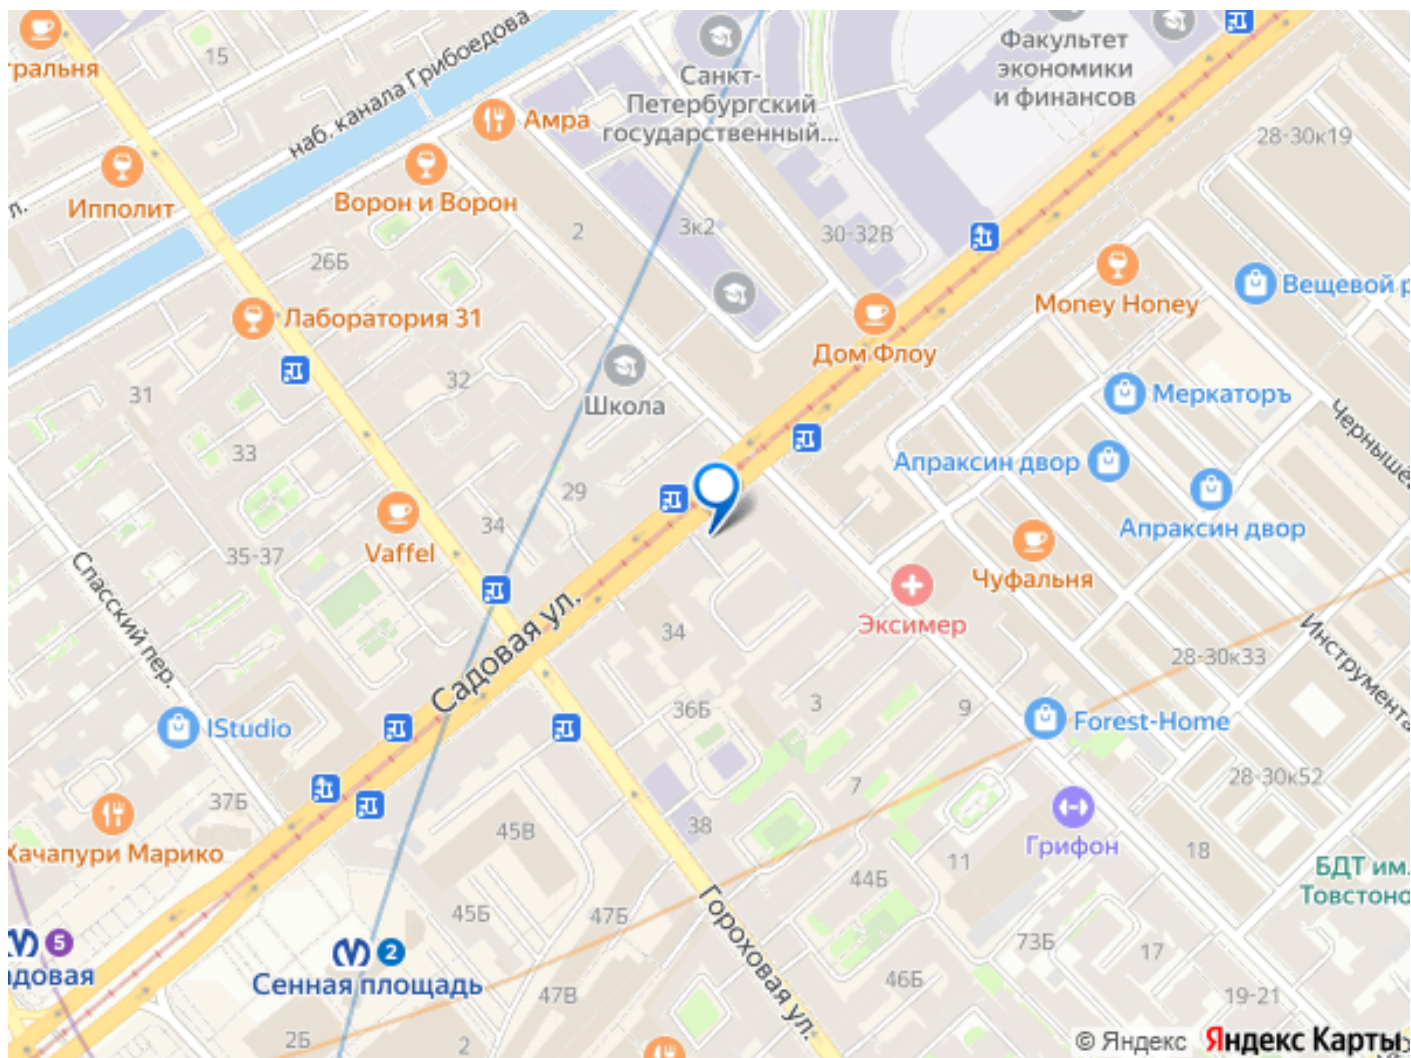 тральня
15
наб. канала Грибоедова
Амра
Санкт-
Петербургский
государственный...
Факультет
экономики
и финансов
28-30к19
Ипполит
л.
Ворон и Ворон
26Б
2
3к2
30-32В
Money Honey
Вещевой р
Лаборатория 31
Дом Флоу
31
32
Школа
Меркаторъ
Чернышёв
33
29
Апраксин двор
Апраксин двор
34
35-37
Vaffel
Чуфальня
Эксимер
Спасский пер.
Садовая ул.
34
28-30к33
Инструмента
36Б
3
9
Forest-Home
IStudio
7
28-30к52
37Б
45В
38
Грифон
Хачапури Марико
11
18
44Б
БДТ им.
Товстоно
45Б
47Б
Гороховая ул.
73Б
17
5
адовая
2
Сенная площадь
47В
46Б
19-21
2Б
2
© Яндекс Яндекс Карты